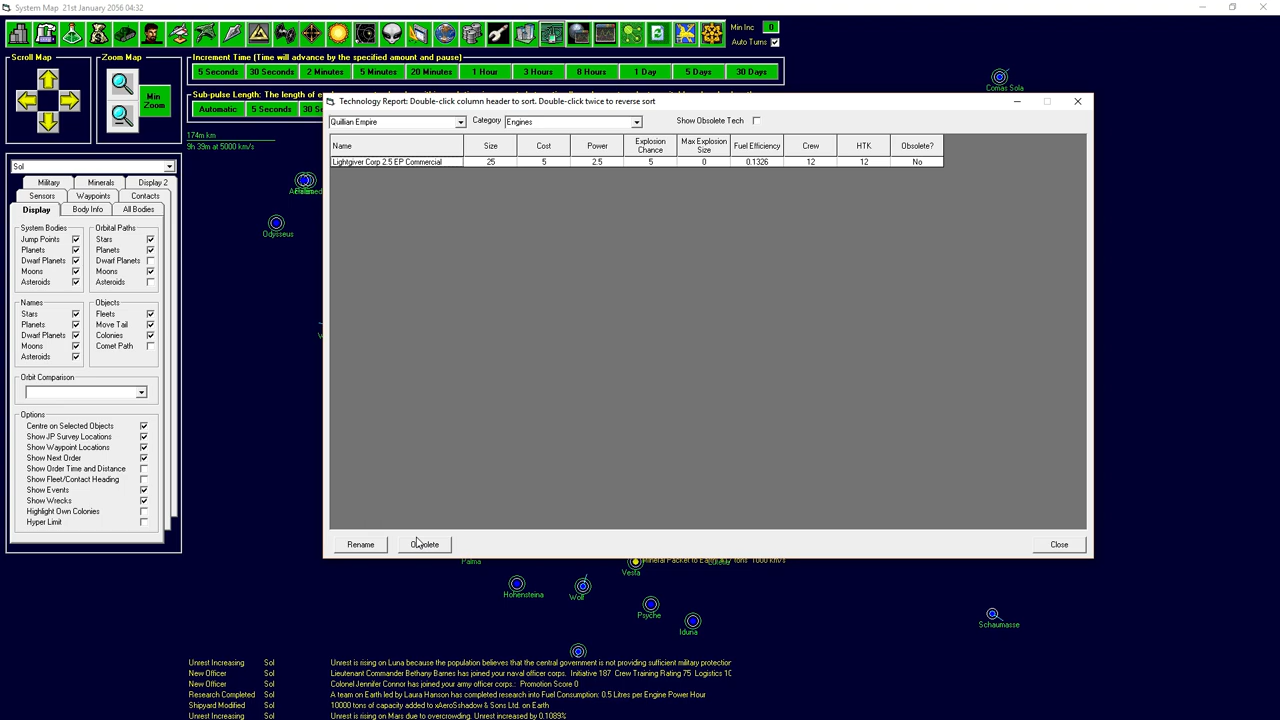 System Map  21st January 2056 04:32
Min Inc 0
Auto Turns
Scroll Map
Zoom Map
Min Zoom
Increment Time (Time will advance by the specified amount and pause)
5 Seconds 30 Seconds 2 Minutes 5 Minutes 20 Minutes 1 Hour 3 Hours 8 Hours 1 Day 5 Days 30 Days
Sub-pulse Length: The length of
Automatic 5 Seconds 30 S
174m km
9h 39m at 5000 km/s
Technology Report: Double-click column header to sort. Double-click twice to reverse sort
Quillian Empire Category Engines Show Obsolete Tech
Name Size Cost Power Explosion Chance Max Explosion Size Fuel Efficiency Crew HTK Obsolete?
Lightgiver Corp 2.5 EP Commercial 25 5 2.5 5 0 0.1326 12 12 No
Rename Obsolete Close
Sol
Military Minerals Display 2
Sensors Waypoints Contacts
Display Body Info All Bodies
System Bodies
Jump Points
Planets
Dwarf Planets
Moons
Asteroids
Orbital Paths
Stars
Planets
Dwarf Planets
Moons
Asteroids
Names
Stars
Planets
Dwarf Planets
Moons
Asteroids
Objects
Fleets
Move Tail
Colonies
Comet Path
Orbit Comparison
Options
Centre on Selected Objects
Show JP Survey Locations
Show Waypoint Locations
Show Next Order
Show Order Time and Distance
Show Fleet/Contact Heading
Show Events
Show Wrecks
Highlight Own Colonies
Hyper Limit
Comas Sola
Odysseus
Palma
Vesta
Mineral Packet to Earth
1000 km/s
Hohensteina
Wolf
Psyche
Iduna
Schaumasse
Unrest Increasing Sol Unrest is rising on Luna because the population believes that the central government is not providing sufficient military protection
New Officer Sol Lieutenant Commander Bethany Barnes has joined your naval officer corps.  Initiative 187  Crew Training Rating 75  Logistics 10
New Officer Sol Colonel Jennifer Connor has joined your army officer corps.:  Promotion Score 0
Research Completed Sol A team on Earth led by Laura Hanson has completed research into Fuel Consumption: 0.5 Litres per Engine Power Hour
Shipyard Modified Sol 10000 tons of capacity added to xAeroSshadow & Sons Ltd. on Earth
Unrest Increasing Sol Unrest is rising on Mars due to overcrowding. Unrest increased by 0.1089%